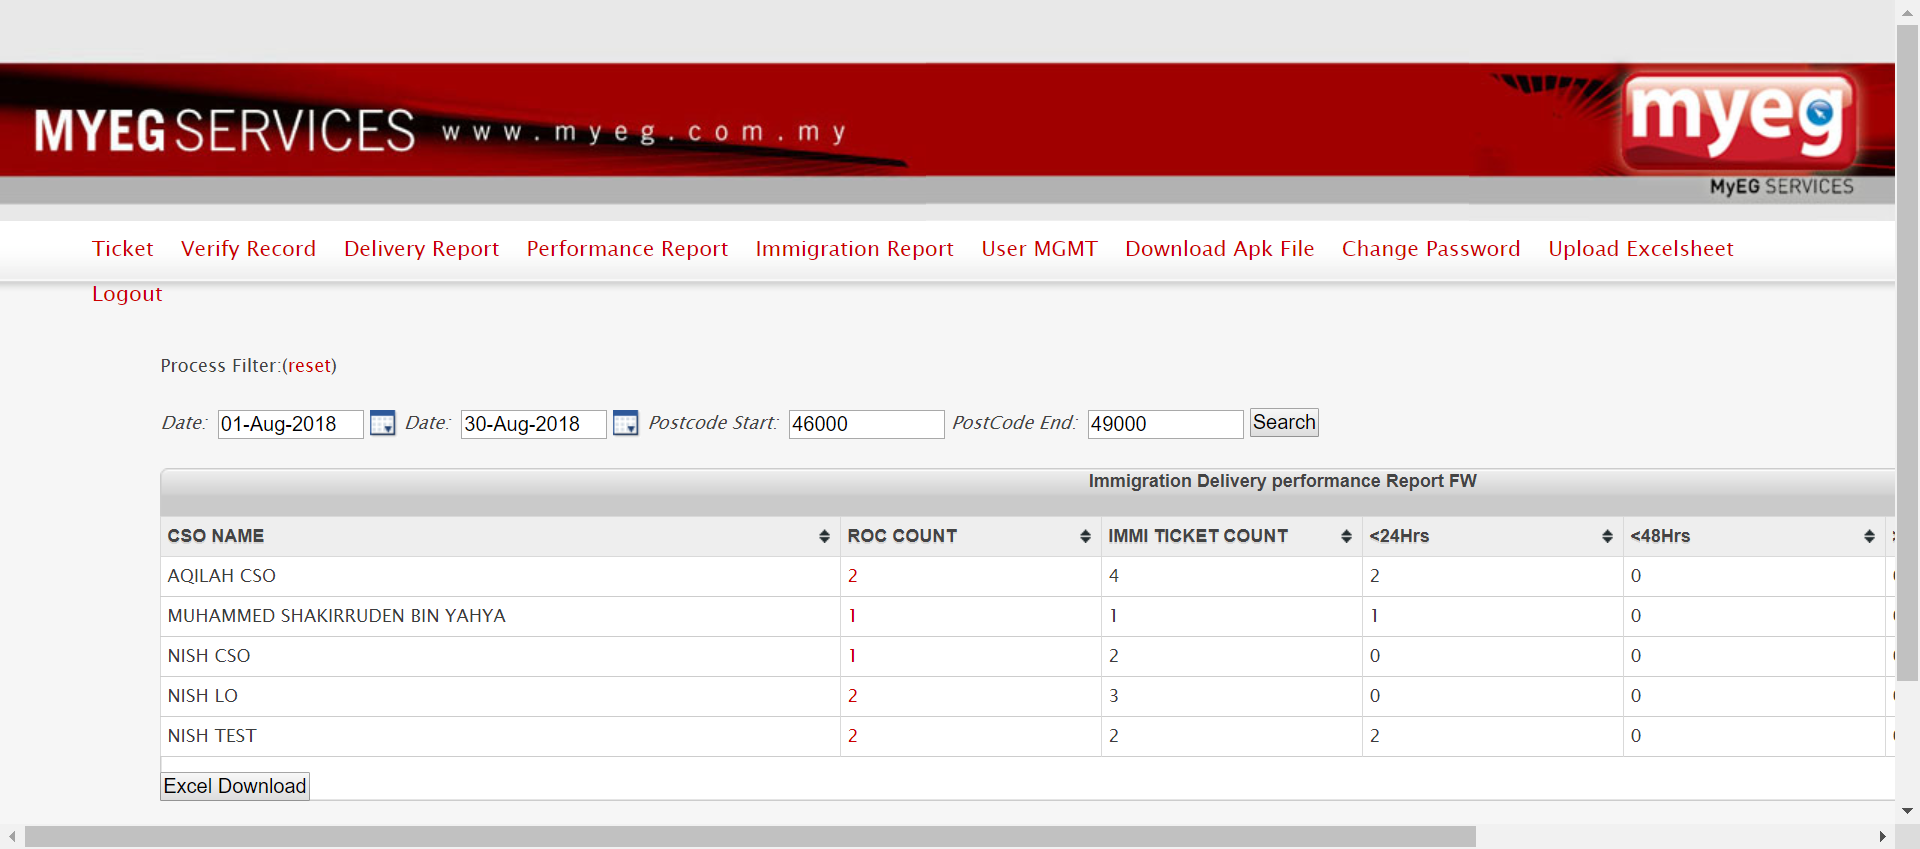 MYEG SERVICES www.myeg.com.my
myeg
MyEG SERVICES
Ticket Verify Record Delivery Report Performance Report Immigration Report User MGMT Download Apk File Change Password Upload Excelsheet
Logout
Process Filter:(reset)
Date: 01-Aug-2018 Date: 30-Aug-2018 Postcode Start: 46000 PostCode End: 49000 Search
Immigration Delivery performance Report FW
CSO NAME ROC COUNT IMMI TICKET COUNT <24Hrs <48Hrs
AQILAH CSO 2 4 2 0
MUHAMMED SHAKIRRUDEN BIN YAHYA 1 1 1 0
NISH CSO 1 2 0 0
NISH LO 2 3 0 0
NISH TEST 2 2 2 0
Excel Download